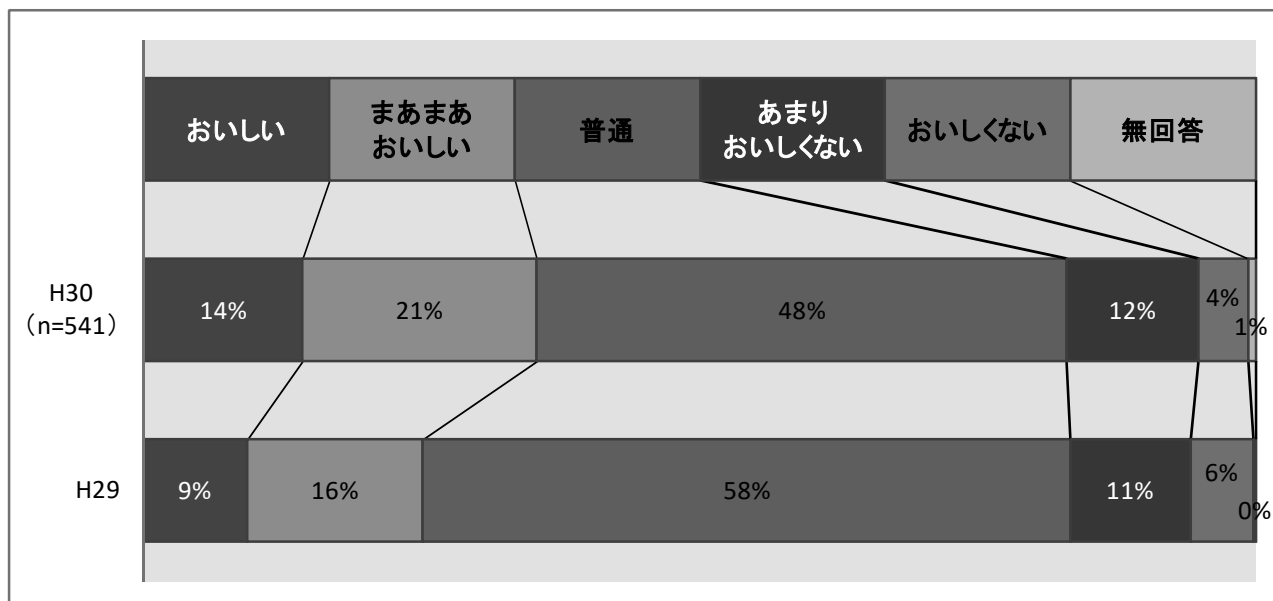 おいしい
まあまあ
おいしい
普通
あまり
おいしくない
おいしくない
無回答
H30
（n=541）
14%
21%
48%
12%
4%
1%
H29
9%
16%
58%
11%
6%
0%